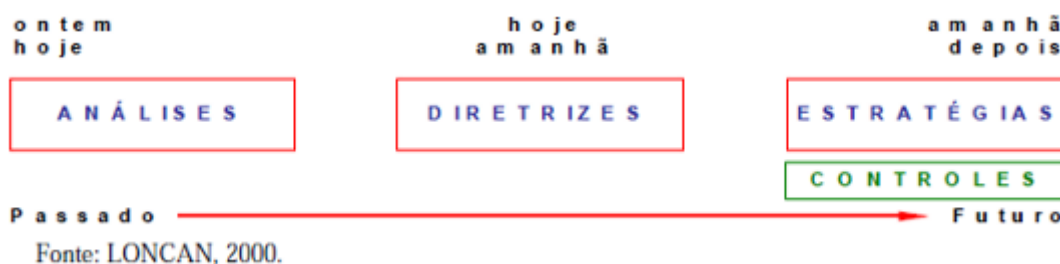 ontem
hoje
hoje
amanhã
amanhã
depois
ANÁLISES
DIRETRIZES
ESTRATÉGIAS
CONTROLES
Passado
Futuro
Fonte: LONCAN, 2000.